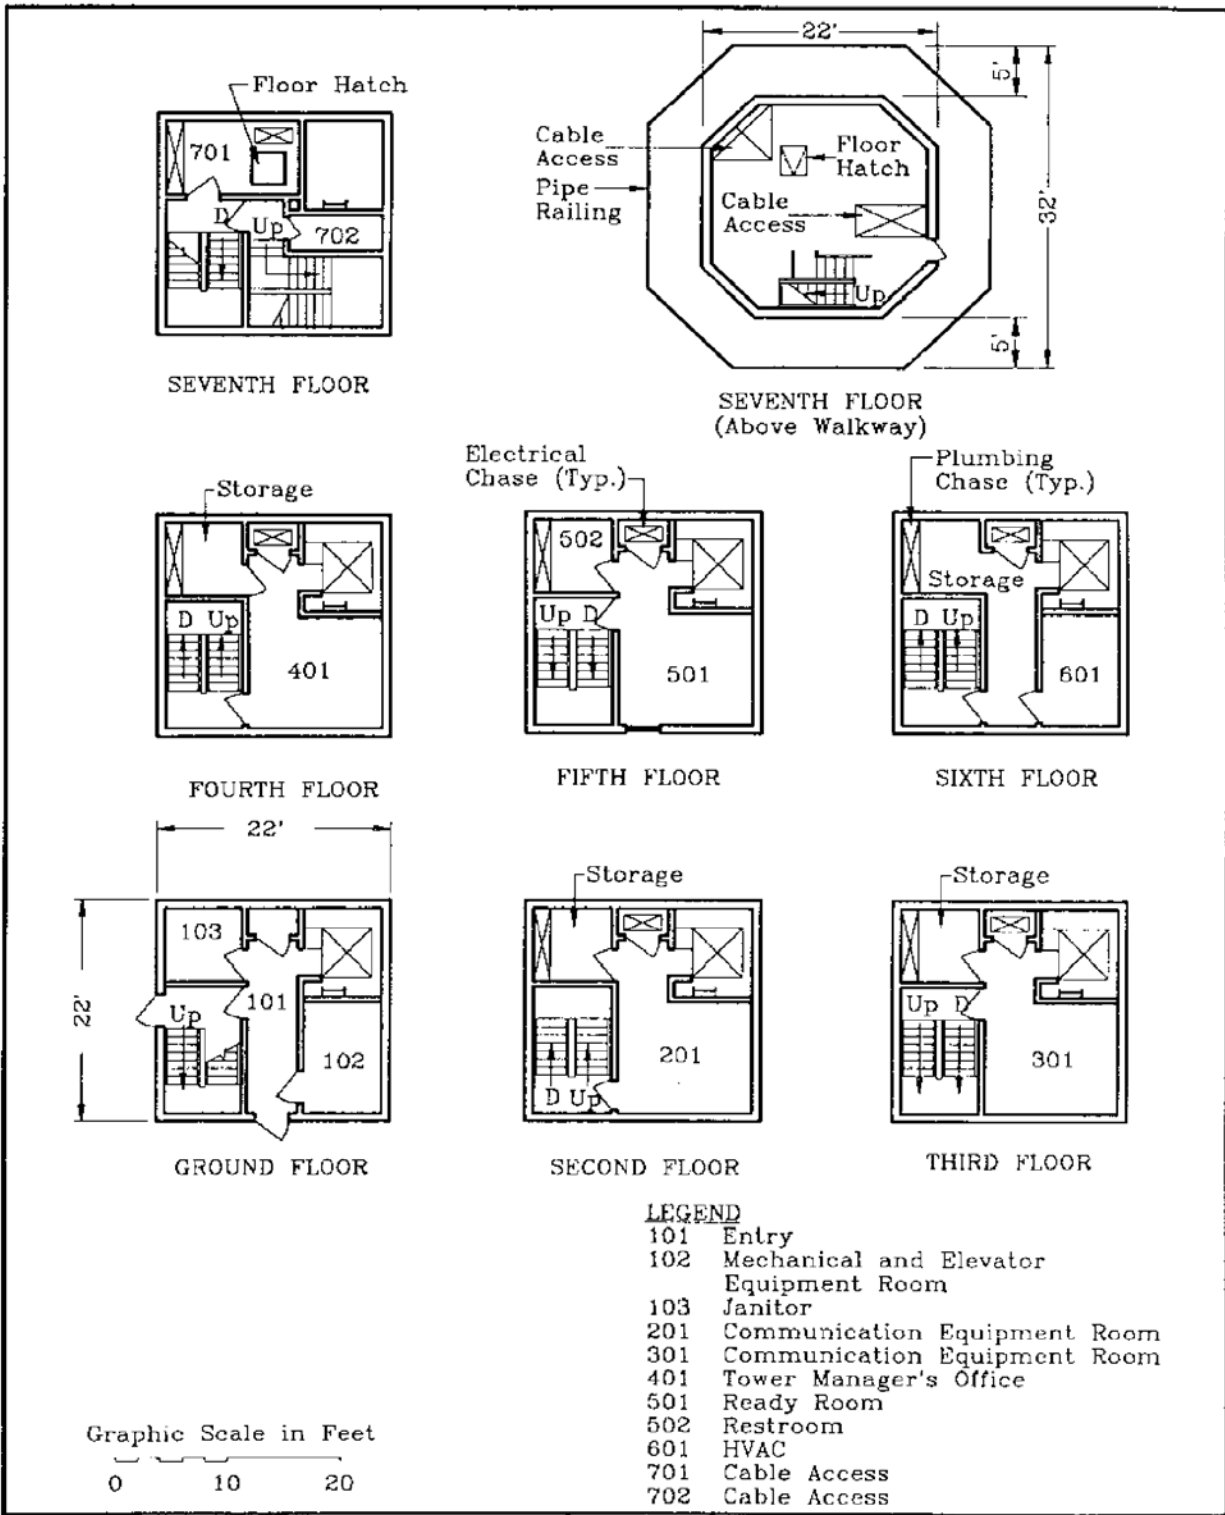 Floor Hatch
701
D
Up
702
SEVENTH FLOOR
22'
5'
Cable
Access
Floor
Hatch
Pipe
Railing
Cable
Access
32'
Up
5'
SEVENTH FLOOR
(Above Walkway)
Storage
D Up
401
FOURTH FLOOR
Electrical
Chase (Typ.)
502
Up D
501
FIFTH FLOOR
Plumbing
Chase (Typ.)
Storage
D Up
601
SIXTH FLOOR
22'
22'
103
101
Up
102
GROUND FLOOR
Storage
201
D Up
SECOND FLOOR
Storage
Up D
301
THIRD FLOOR
LEGEND
101 Entry
102 Mechanical and Elevator
Equipment Room
103 Janitor
201 Communication Equipment Room
301 Communication Equipment Room
401 Tower Manager's Office
501 Ready Room
502 Restroom
601 HVAC
701 Cable Access
702 Cable Access
Graphic Scale in Feet
0 10 20